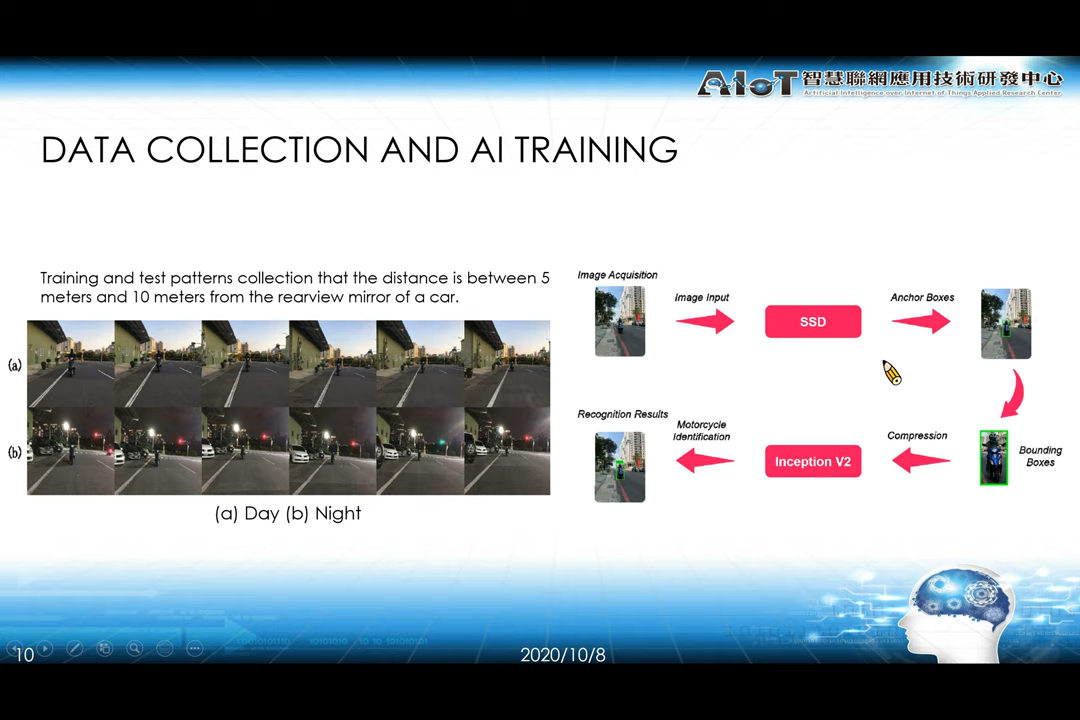 AIoT 智慧聯網應用技術研發中心
Artificial Intelligence over Internet of Things Applied Research Center
DATA COLLECTION AND AI TRAINING
Training and test patterns collection that the distance is between 5
meters and 10 meters from the rearview mirror of a car.
(a)
(b)
(a) Day (b) Night
Image Acquisition
Image Input
SSD
Anchor Boxes
Bounding
Boxes
Compression
Inception V2
Motorcycle
Identification
Recognition Results
10
2020/10/8